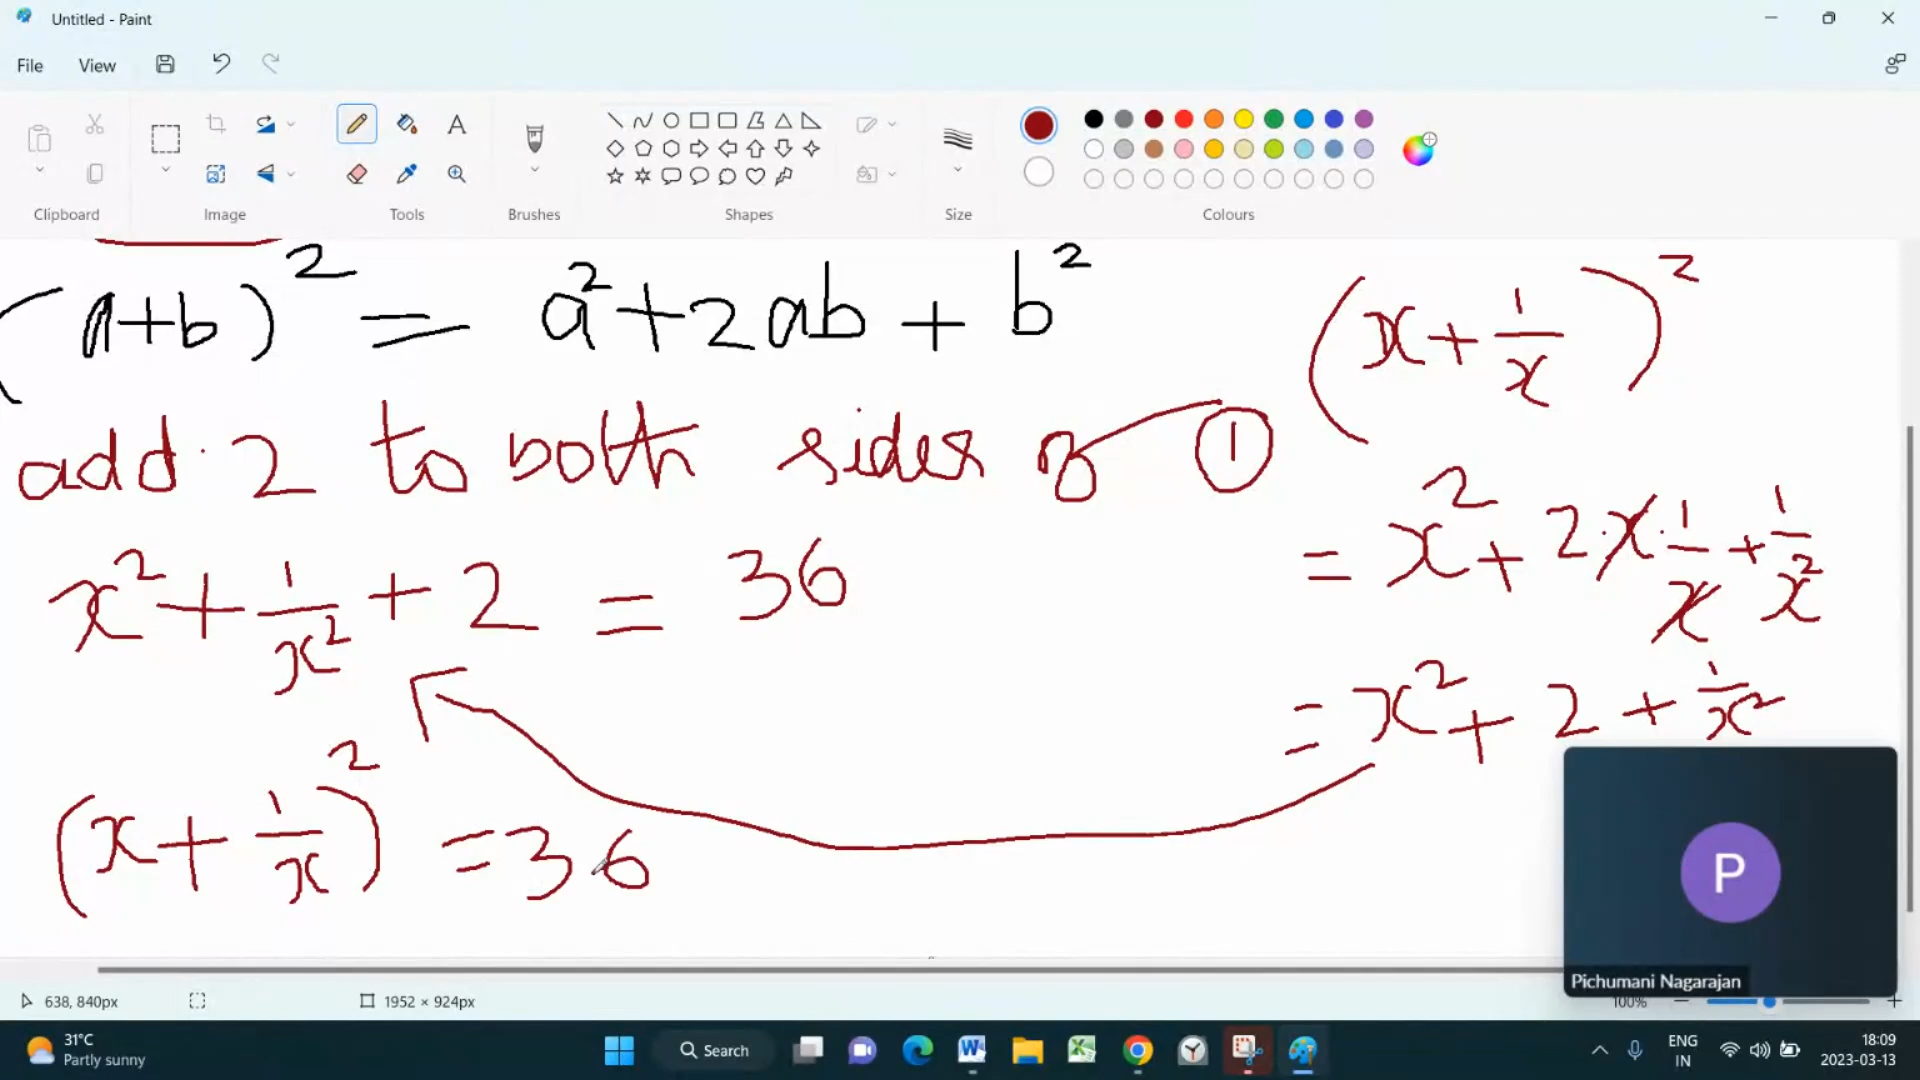 Untitled - Paint
File View
Clipboard Image Tools Brushes Shapes Size Colours
(a+b)² = a²+2ab+b²
add 2 to both sides of ①
x²+1/x²+2 = 36
(x+1/x)² =36
(x+1/x)²
= x²+2·x·1/x+1/x²
= x²+2+1/x²
P
Pichumani Nagarajan
638, 840px 1952 × 924px 100%
31°C
Partly sunny
Search
ENG
IN
18:09
2023-03-13